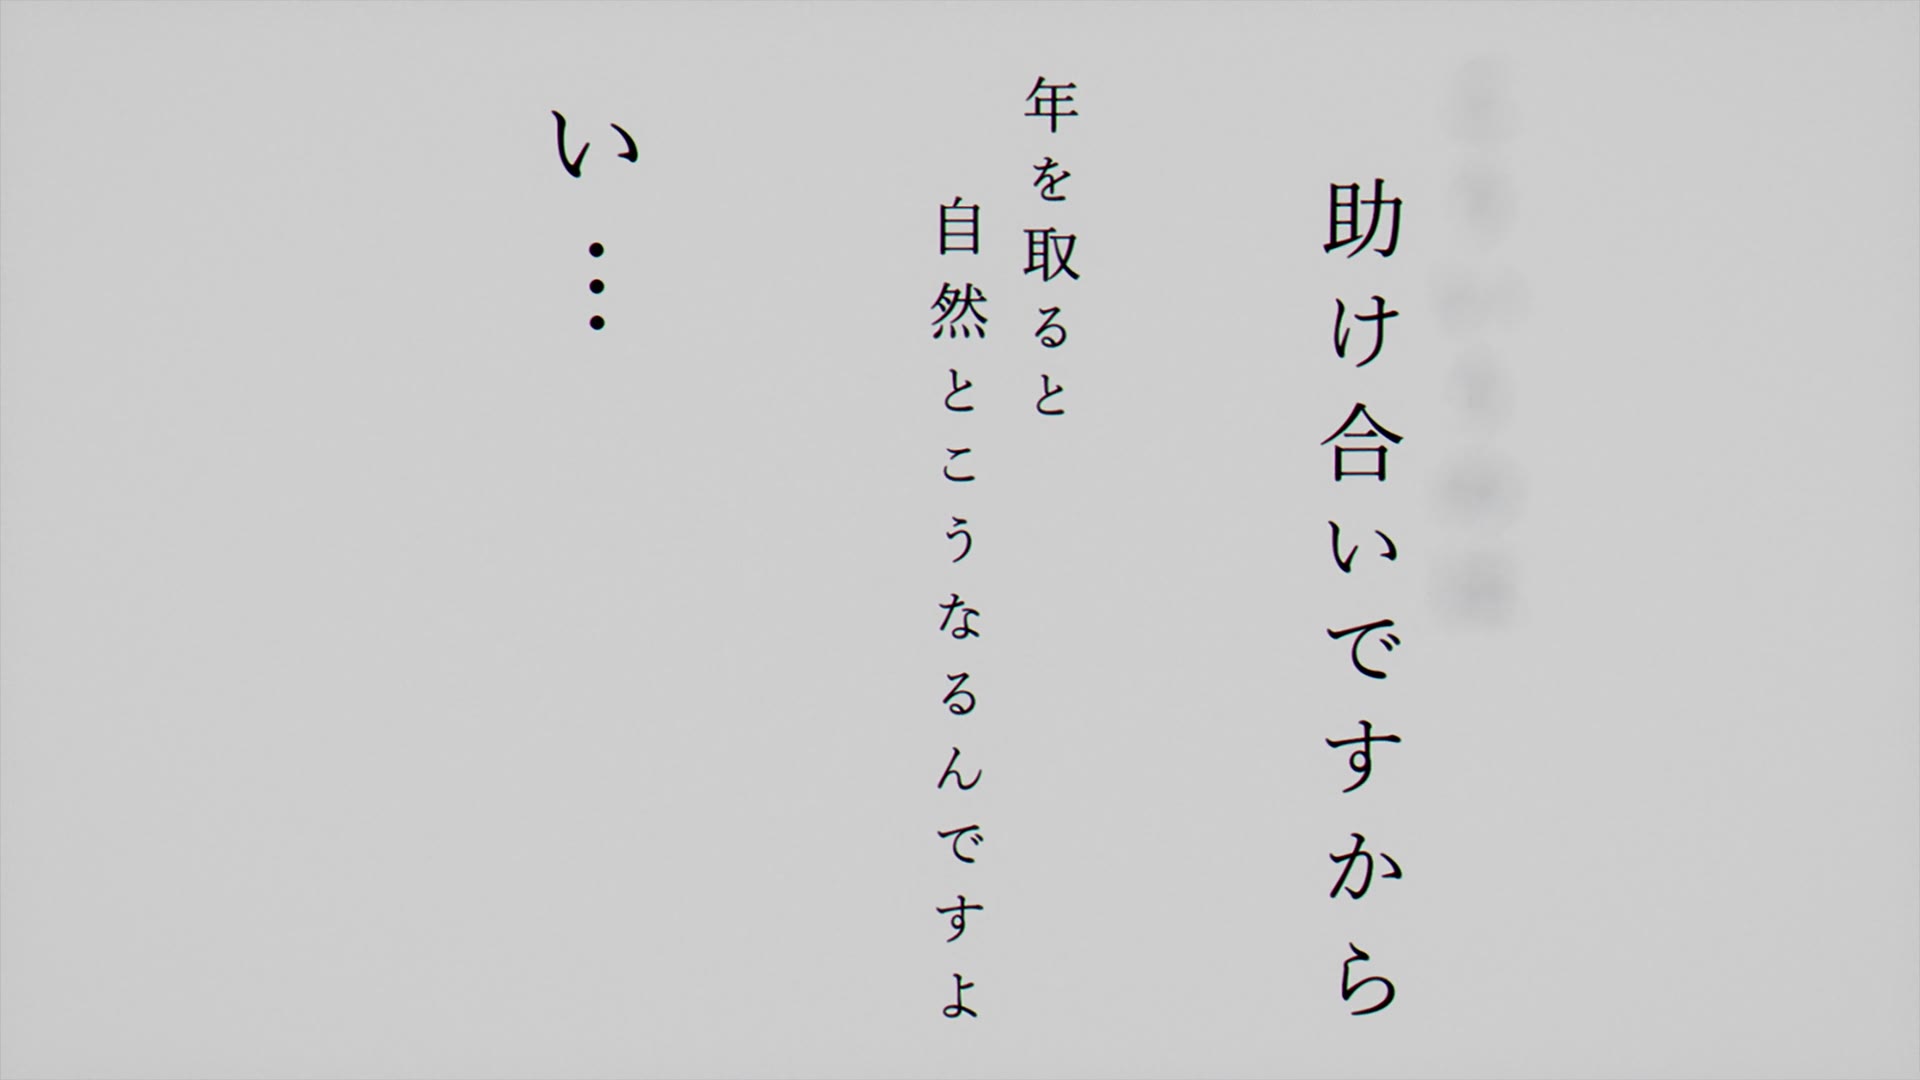 助け合いですから
年を取ると
自然とこうなるんですよ
い…